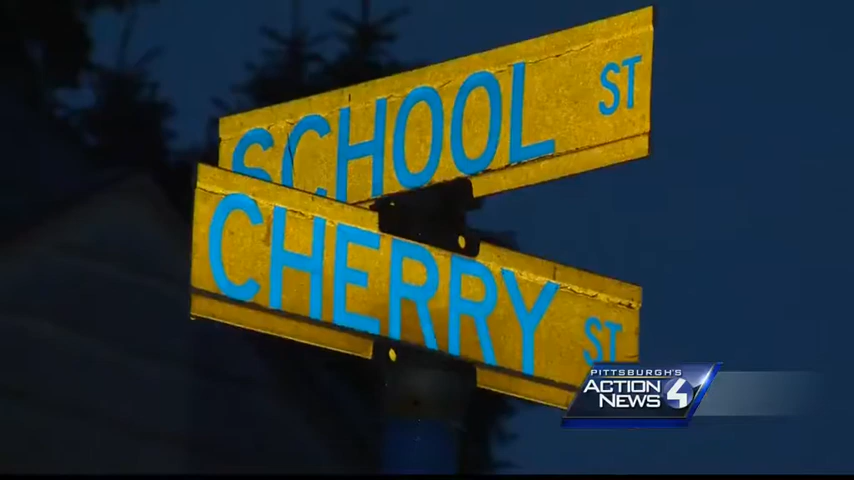 SCHOOL ST
CHERRY ST
PITTSBURGH'S
ACTION
NEWS 4